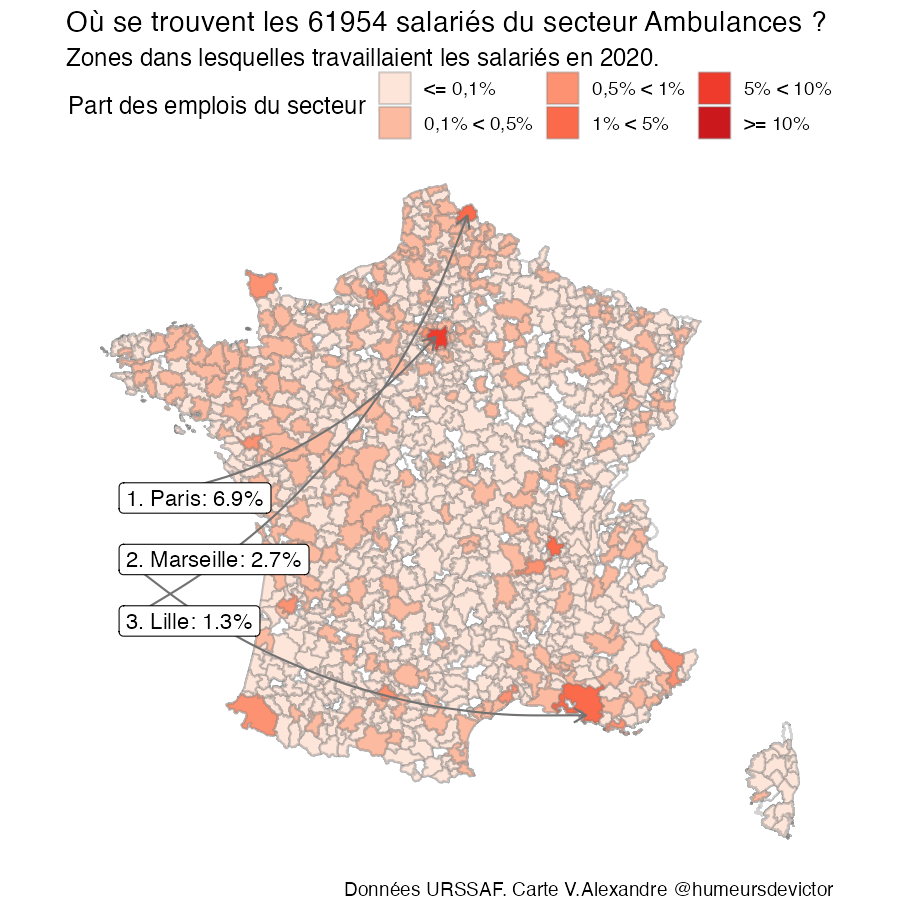 Où se trouvent les 61954 salariés du secteur Ambulances ?
Zones dans lesquelles travaillaient les salariés en 2020.
Part des emplois du secteur
<= 0,1%
0,5% < 1%
5% < 10%
0,1% < 0,5%
1% < 5%
>= 10%
1. Paris: 6.9%
2. Marseille: 2.7%
3. Lille: 1.3%
Données URSSAF. Carte V.Alexandre @humeursdevictor